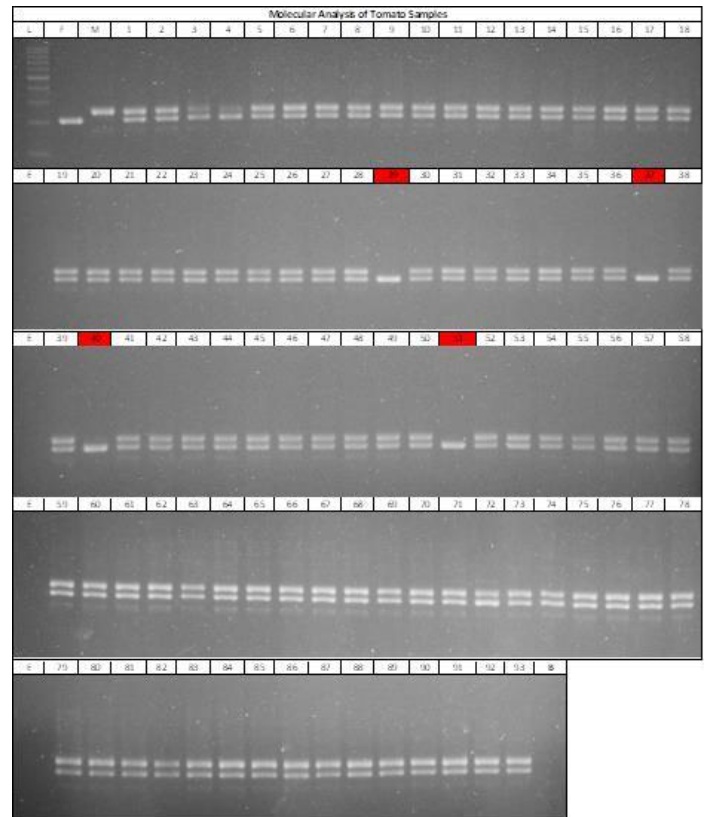 Molecular Analysis of Tomato Samples
L F M 1 2 3 4 5 6 7 8 9 10 11 12 13 14 15 16 17 18
E 19 20 21 22 23 24 25 26 27 28 29 30 31 32 33 34 35 36 37 38
E 39 40 41 42 43 44 45 46 47 48 49 50 51 52 53 54 55 56 57 58
E 59 60 61 62 63 64 65 66 67 68 69 70 71 72 73 74 75 76 77 78
E 79 80 81 82 83 84 85 86 87 88 89 90 91 92 93 B